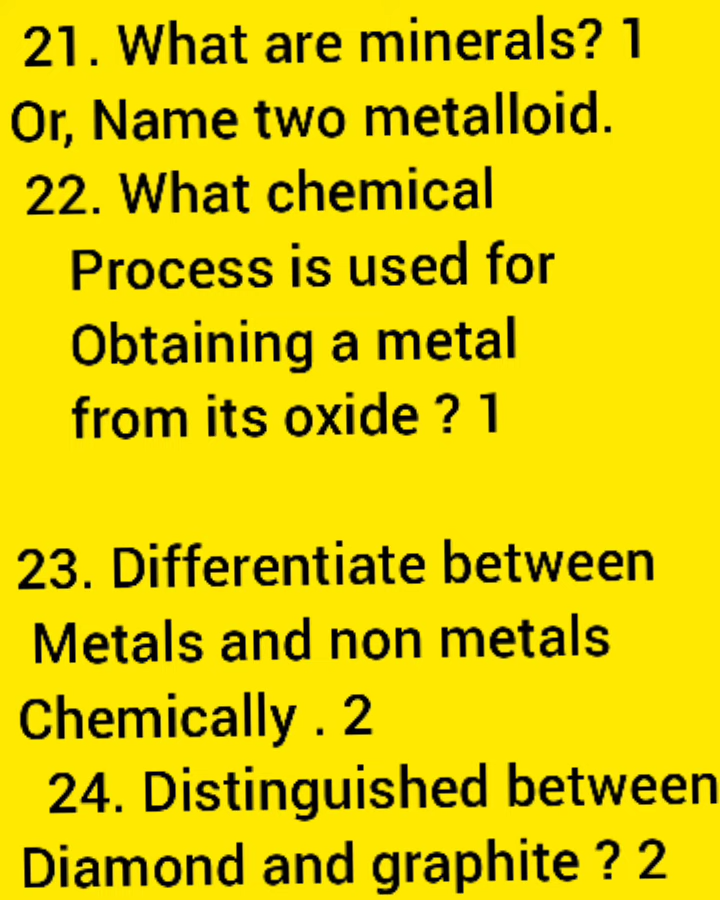 21. What are minerals? 1
Or, Name two metalloid.
22. What chemical
Process is used for
Obtaining a metal
from its oxide ? 1
23. Differentiate between
Metals and non metals
Chemically . 2
24. Distinguished between
Diamond and graphite ? 2